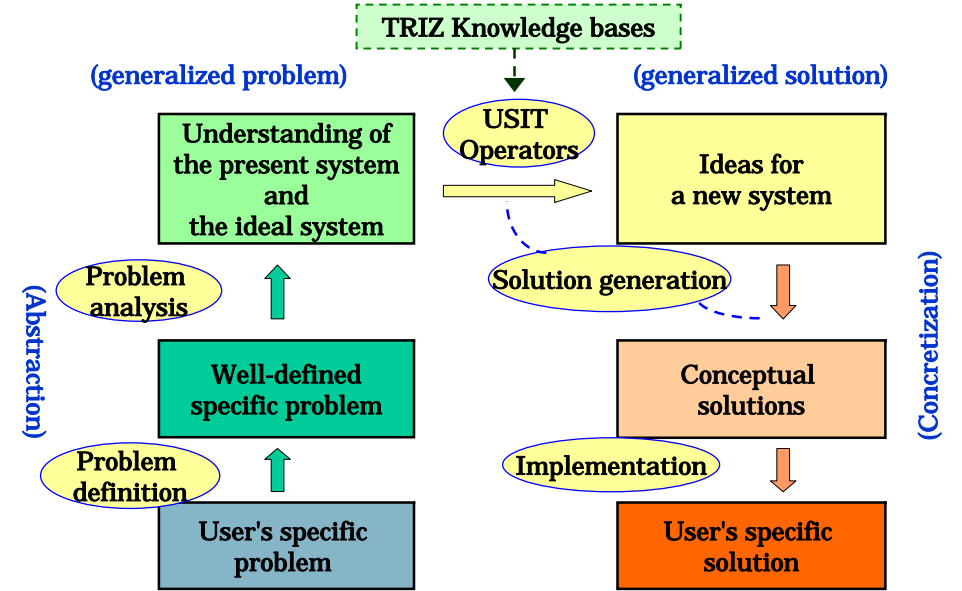 TRIZ Knowledge bases
(generalized problem)
(generalized solution)
USIT
Operators
Understanding of
the present system
and
the ideal system
Ideas for
a new system
Problem
analysis
Solution generation
(Abstraction)
(Concretization)
Well-defined
specific problem
Conceptual
solutions
Problem
definition
Implementation
User's specific
problem
User's specific
solution